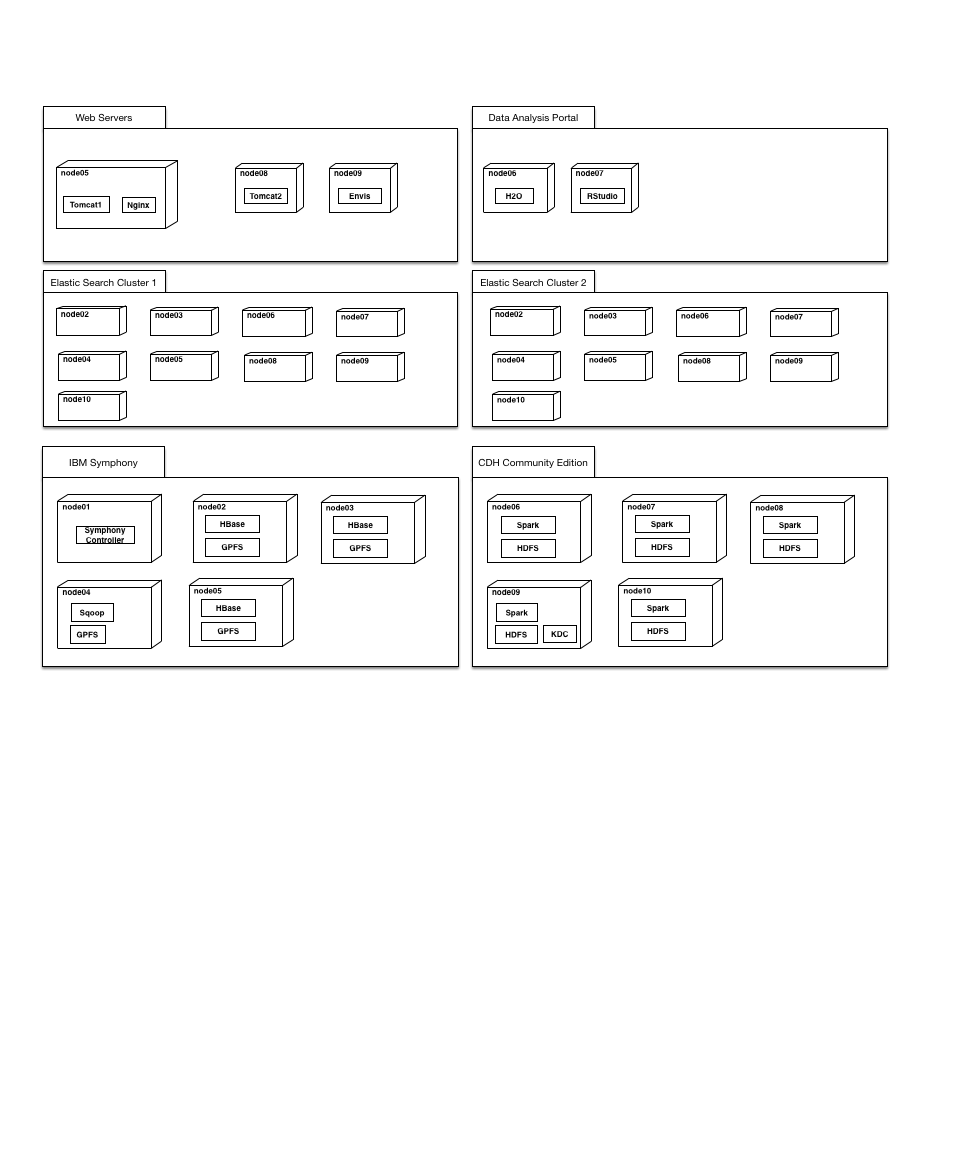 Web Servers
node05
Tomcat1
Nginx
node08
Tomcat2
node09
Envis
Data Analysis Portal
node06
H2O
node07
RStudio
Elastic Search Cluster 1
node02
node03
node06
node07
node04
node05
node08
node09
node10
Elastic Search Cluster 2
node02
node03
node06
node07
node04
node05
node08
node09
node10
IBM Symphony
node01
Symphony
Controller
node02
HBase
GPFS
node03
HBase
GPFS
node04
Sqoop
GPFS
node05
HBase
GPFS
CDH Community Edition
node06
Spark
HDFS
node07
Spark
HDFS
node08
Spark
HDFS
node09
Spark
HDFS
KDC
node10
Spark
HDFS